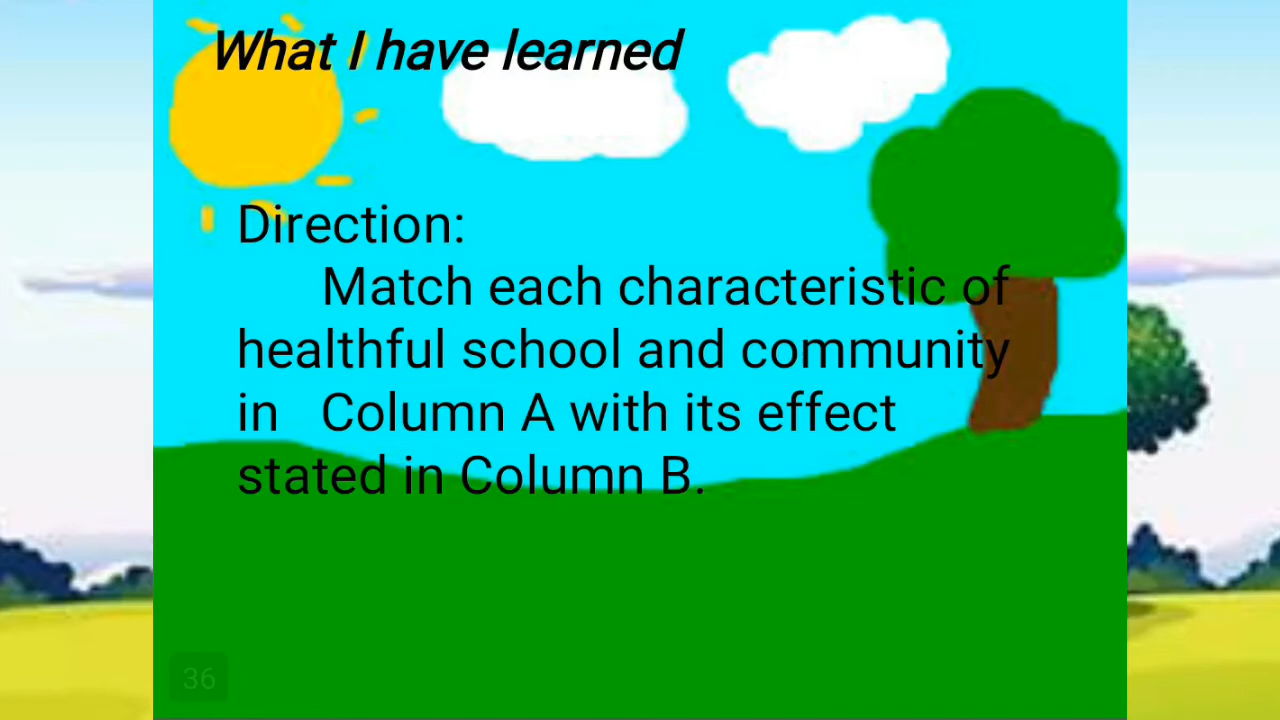 What I have learned
Direction:
Match each characteristic of
healthful school and community
in Column A with its effect
stated in Column B.
36